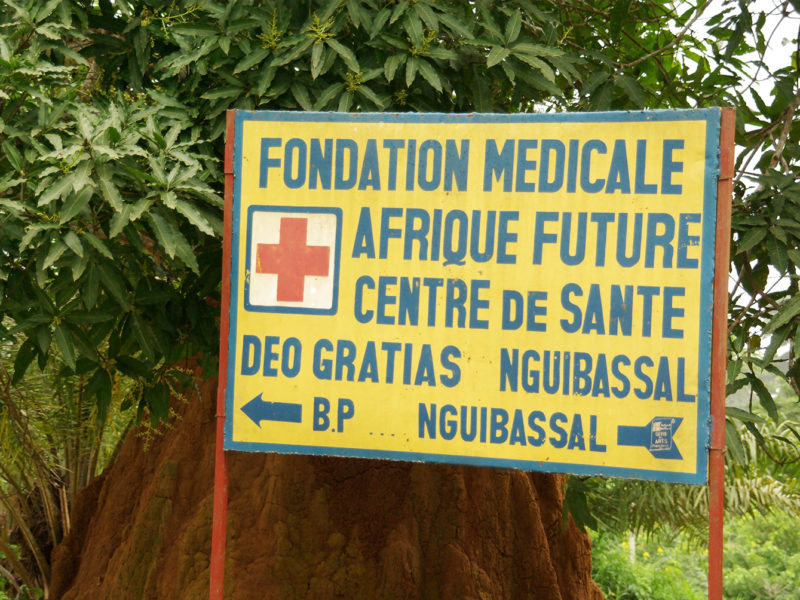 FONDATION MEDICALE
AFRIQUE FUTURE
CENTRE DE SANTE
DEO GRATIAS NGUIBASSAL
B.P .... NGUIBASSAL